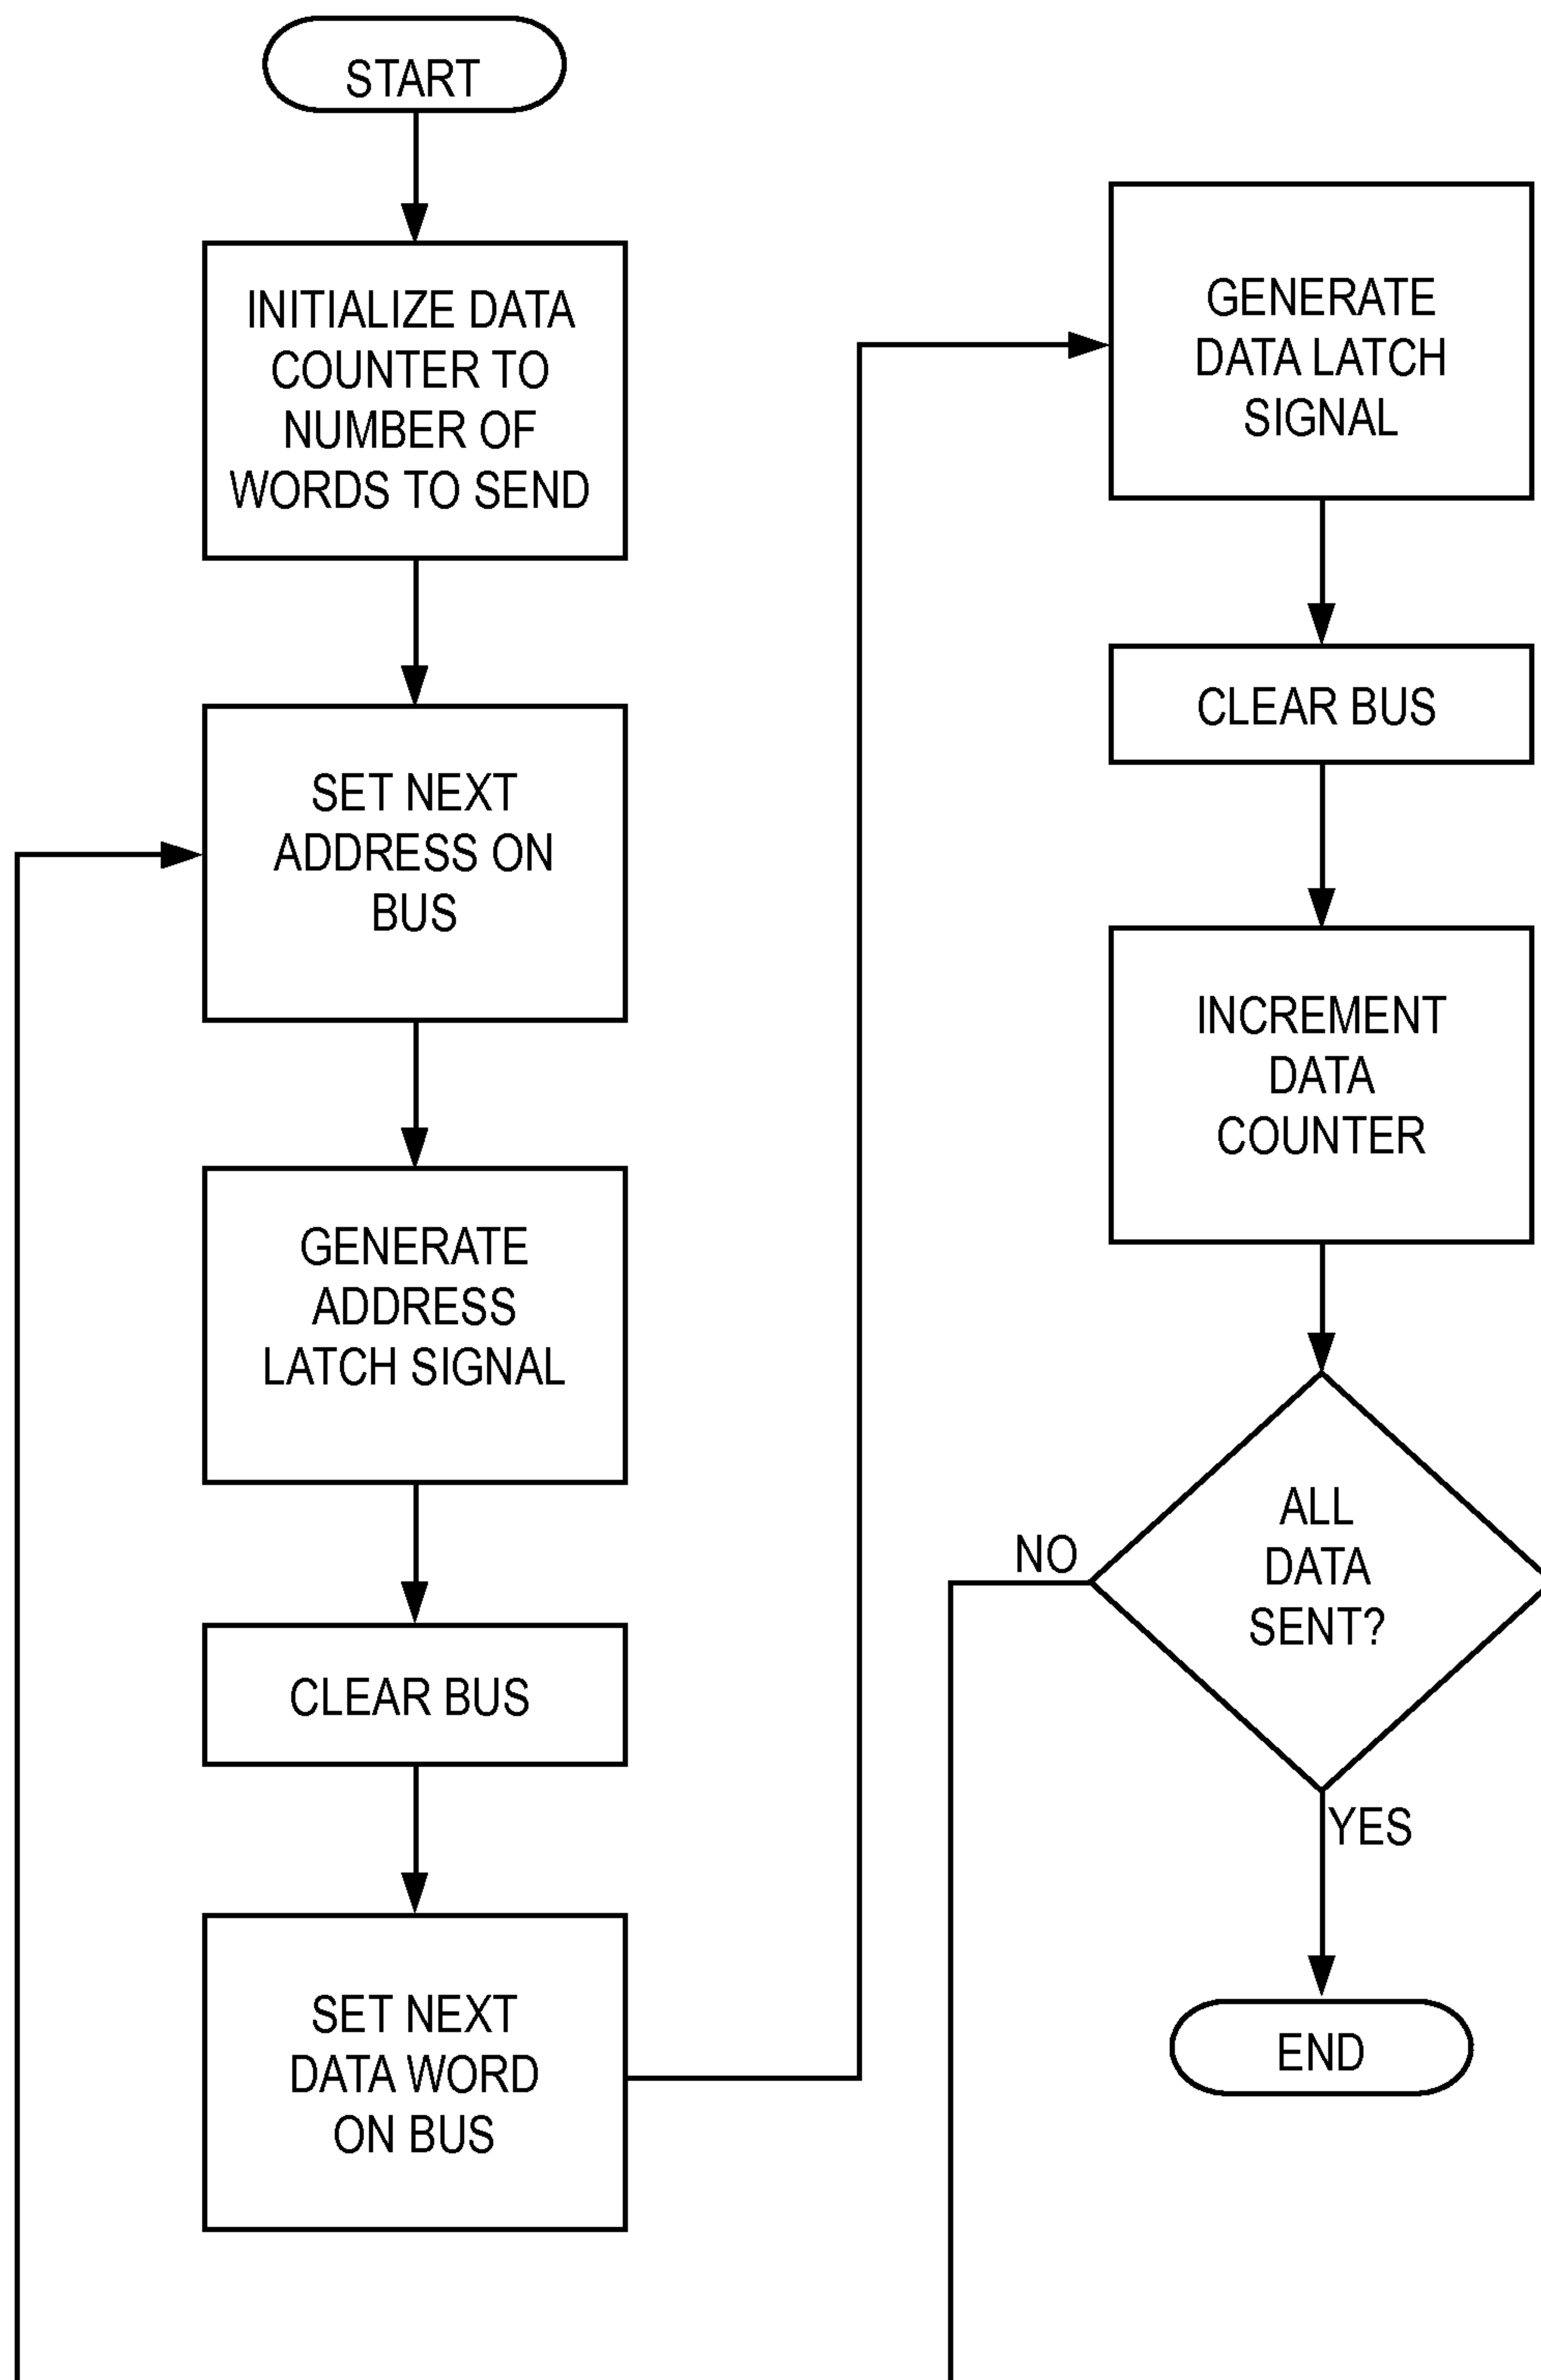 START
INITIALIZE DATA
COUNTER TO
NUMBER OF
WORDS TO SEND
SET NEXT
ADDRESS ON
BUS
GENERATE
ADDRESS
LATCH SIGNAL
CLEAR BUS
SET NEXT
DATA WORD
ON BUS
GENERATE
DATA LATCH
SIGNAL
CLEAR BUS
INCREMENT
DATA
COUNTER
ALL
DATA
SENT?
NO
YES
END